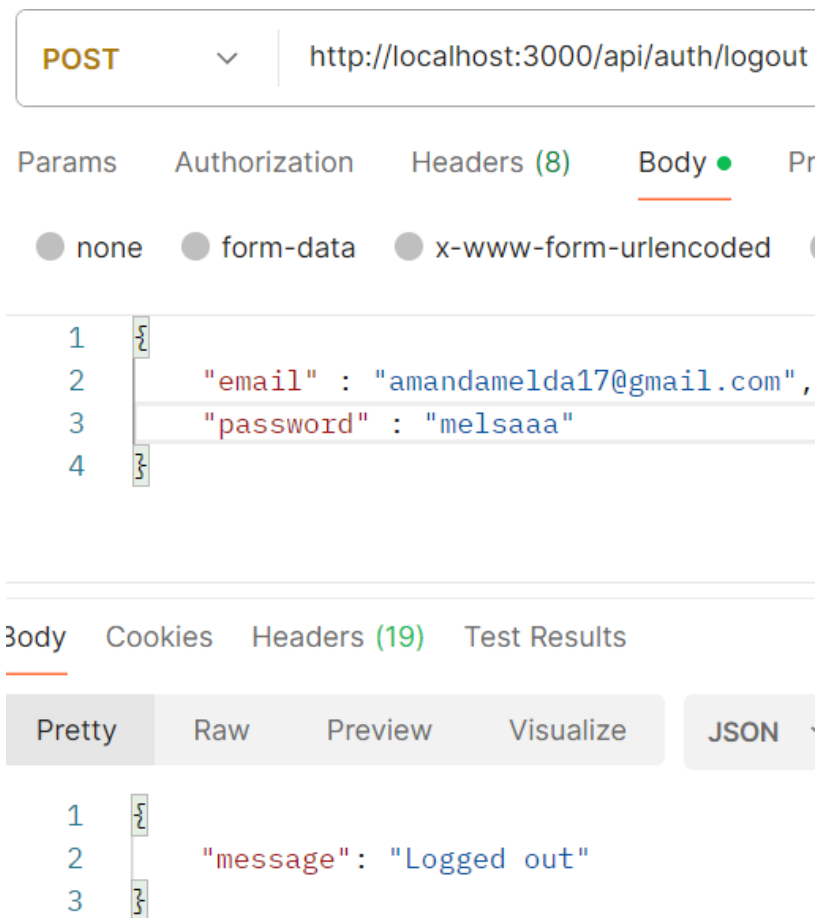 POST http://localhost:3000/api/auth/logout
Params Authorization Headers (8) Body Pr
none form-data x-www-form-urlencoded
1 {
2 "email" : "amandamelda17@gmail.com",
3 "password" : "melsaaa"
4 }
Body Cookies Headers (19) Test Results
Pretty Raw Preview Visualize JSON
1 {
2 "message": "Logged out"
3 }